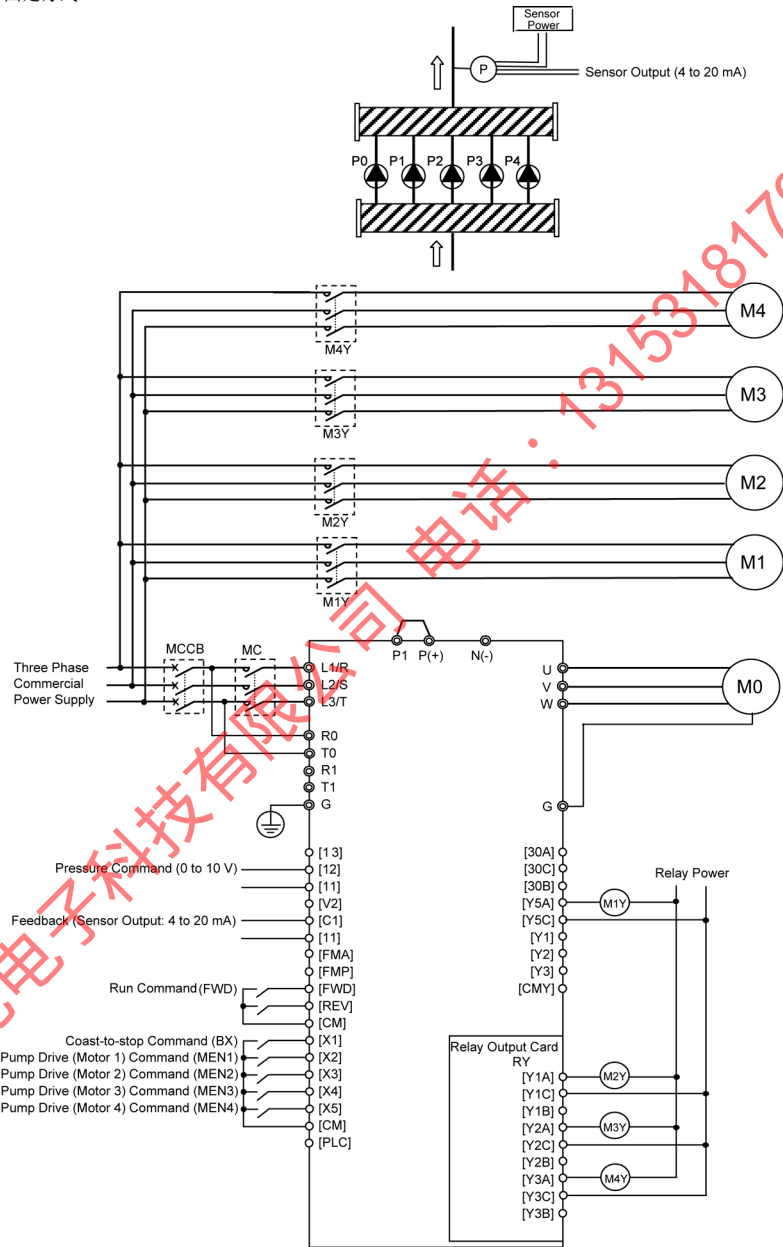 Sensor
Power
P
Sensor Output (4 to 20 mA)
P0 P1 P2 P3 P4
M4
M4Y
M3
M3Y
M2
M2Y
M1
M1Y
P1 P(+) N(-)
MCCB MC
Three Phase
Commercial
Power Supply
L1/R
L2/S
L3/T
U
V
W
M0
R0
T0
R1
T1
G
G
[13]
Pressure Command (0 to 10 V) [12]
[11]
[V2]
Feedback (Sensor Output: 4 to 20 mA) [C1]
[11]
[FMA]
[FMP]
Run Command(FWD) [FWD]
[REV]
[CM]
Coast-to-stop Command (BX) [X1]
Pump Drive (Motor 1) Command (MEN1) [X2]
Pump Drive (Motor 2) Command (MEN2) [X3]
Pump Drive (Motor 3) Command (MEN3) [X4]
Pump Drive (Motor 4) Command (MEN4) [X5]
[CM]
[PLC]
[30A]
[30C]
[30B]
Relay Power
[Y5A] M1Y
[Y5C]
[Y1]
[Y2]
[Y3]
[CMY]
Relay Output Card
RY
[Y1A] M2Y
[Y1C]
[Y1B]
[Y2A] M3Y
[Y2C]
[Y2B]
[Y3A] M4Y
[Y3C]
[Y3B]
电子科技有限公司 电话：131531817